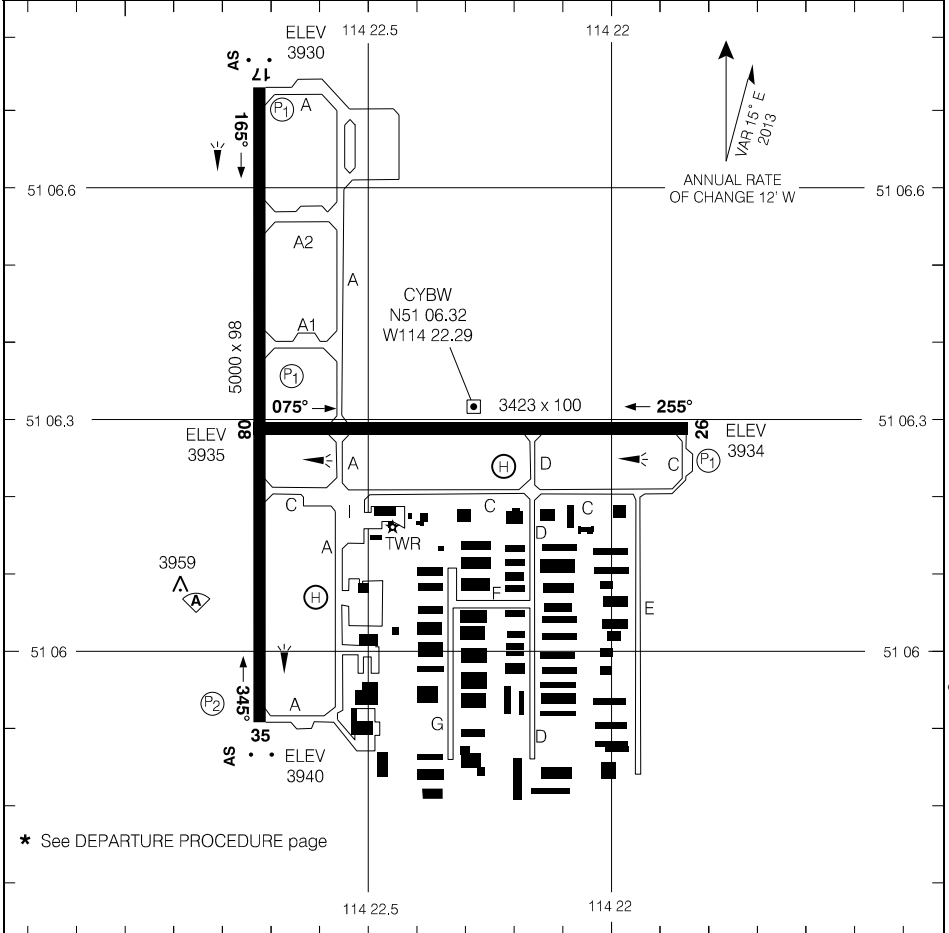 114 22.5
114 22
ELEV
3930
AS
17
P1
A
165°
VAR 15° E
2013
ANNUAL RATE
OF CHANGE 12' W
51 06.6
51 06.6
A2
A
CYBW
N51 06.32
W114 22.29
A1
5000 x 98
P1
075°
3423 x 100
255°
51 06.3
51 06.3
ELEV
3935
08
26
ELEV
3934
A
H
D
C
P1
C
I
C
C
A
TWR
D
3959
A
H
F
E
51 06
51 06
P2
345°
A
G
D
35
AS
ELEV
3940
* See DEPARTURE PROCEDURE page
114 22.5
114 22